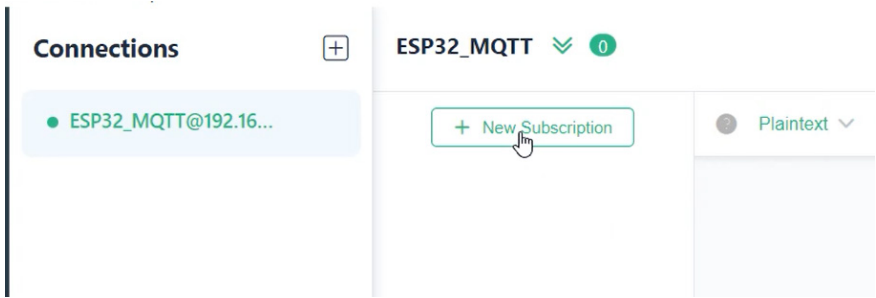 Connections
ESP32_MQTT 0
ESP32_MQTT@192.16...
+ New Subscription
? Plaintext